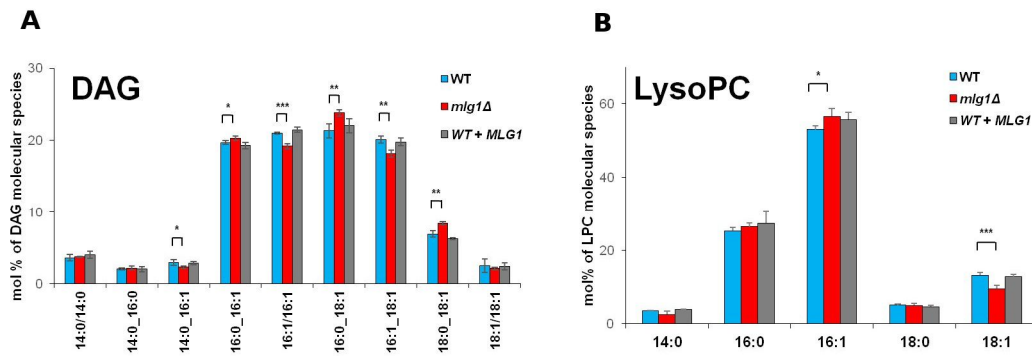 A
DAG
WT
mlg1Δ
WT + MLG1
mol % of DAG molecular species
30
20
10
0
*
*
***
**
**
**
14:0/14:0
14:0_16:0
14:0_16:1
16:0_16:1
16:1/16:1
16:0_18:1
16:1_18:1
18:0_18:1
18:1/18:1
B
LysoPC
WT
mlg1Δ
WT + MLG1
mol% of LPC molecular species
60
40
20
0
*
***
14:0
16:0
16:1
18:0
18:1